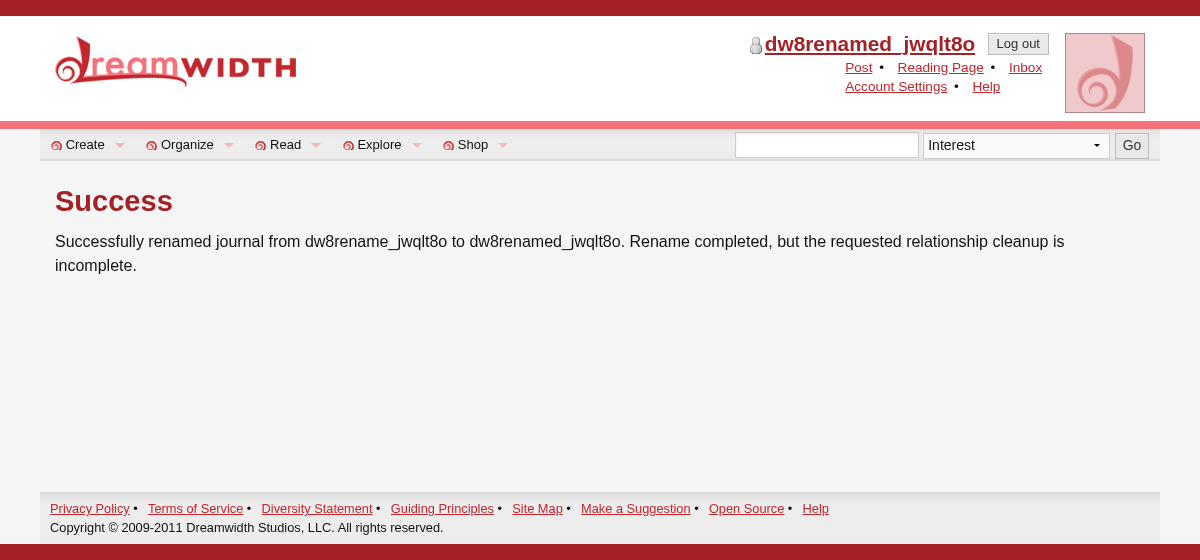 dreamWIDTH
dw8renamed_jwqlt8o Log out
Post • Reading Page • Inbox
Account Settings • Help
Create Organize Read Explore Shop Interest Go
Success
Successfully renamed journal from dw8rename_jwqlt8o to dw8renamed_jwqlt8o. Rename completed, but the requested relationship cleanup is
incomplete.
Privacy Policy • Terms of Service • Diversity Statement • Guiding Principles • Site Map • Make a Suggestion • Open Source • Help
Copyright © 2009-2011 Dreamwidth Studios, LLC. All rights reserved.